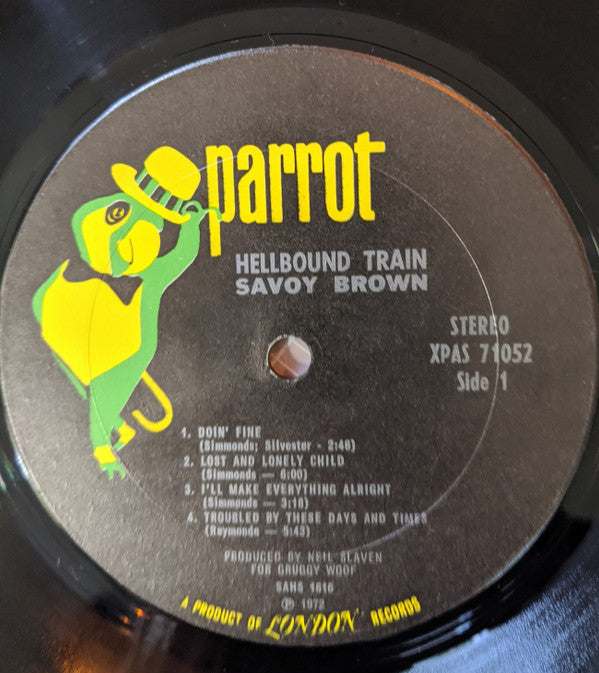 parrot
HELLBOUND TRAIN
SAVOY BROWN
STEREO
XPAS 71052
Side 1
1. DOIN' FINE
(Simmonds; Silvester - 2:46)
2. LOST AND LONELY CHILD
(Simmonds — 6:00)
3. I'LL MAKE EVERYTHING ALRIGHT
(Simmonds — 3:18)
4. TROUBLED BY THESE DAYS AND TIMES
(Raymonde — 5:43)
PRODUCED BY NEIL SLAVEN
FOR GRUGGY WOOF
SAHS 1616
Ⓟ 1972
A PRODUCT OF LONDON® RECORDS